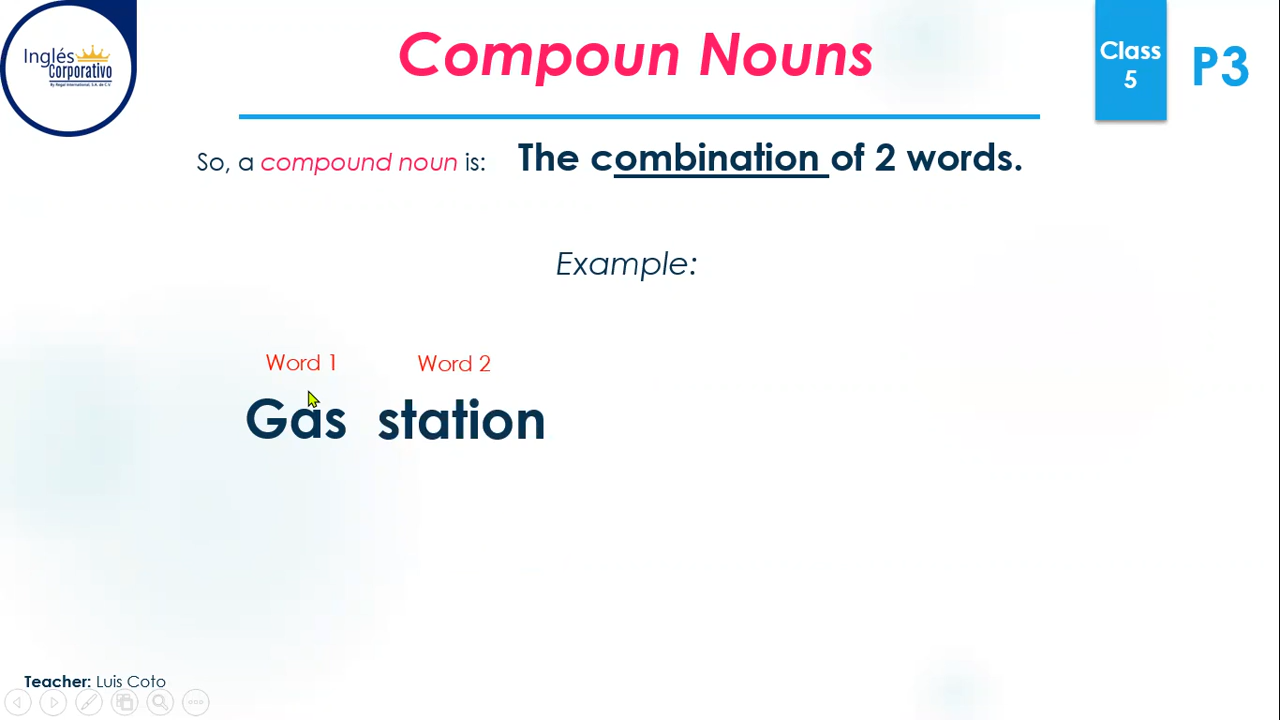 Inglés
Corporativo
By Regal International, S.A. de C.V
Compoun Nouns
Class
5
P3
So, a compound noun is: The combination of 2 words.
Example:
Word 1 Word 2
Gas station
Teacher: Luis Coto